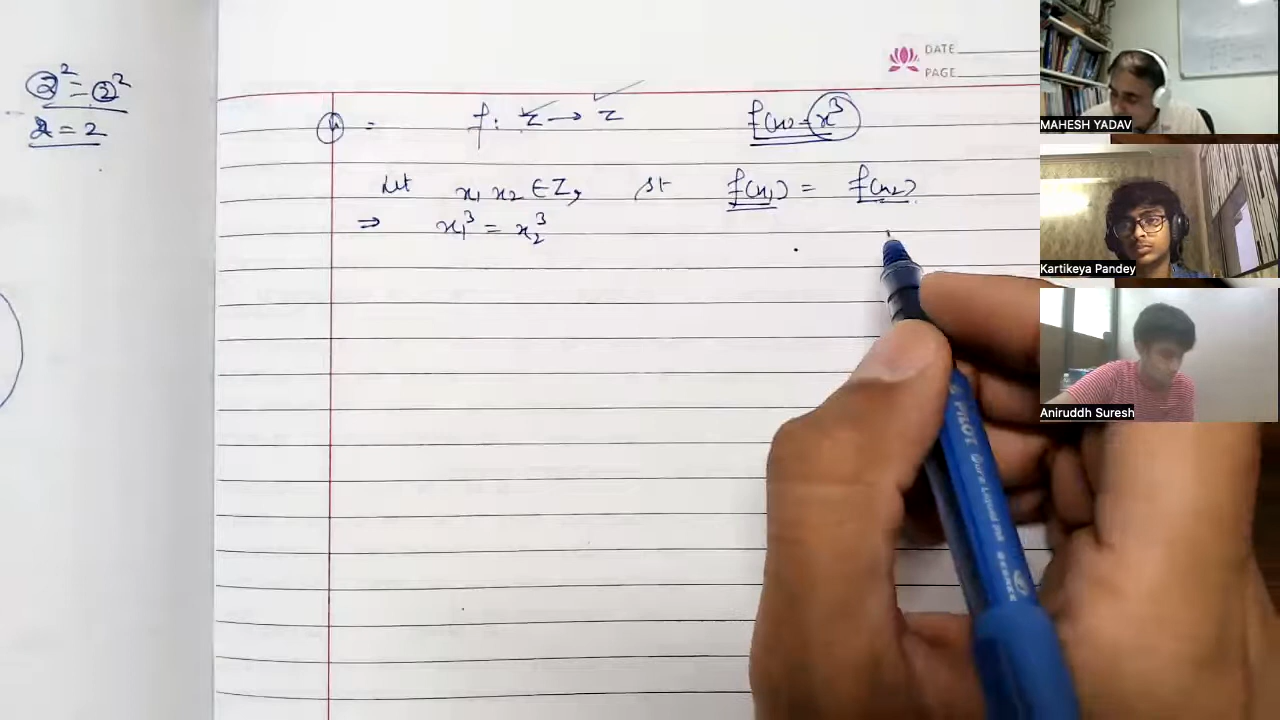 2² = 2²
2 = 2
DATE
PAGE
4 = f: Z → Z f(x) = x³
Let x₁ x₂ ∈ Z, st f(x₁) = f(x₂)
⇒ x₁³ = x₂³
PILOT
MAHESH YADAV
Kartikeya Pandey
Aniruddh Suresh